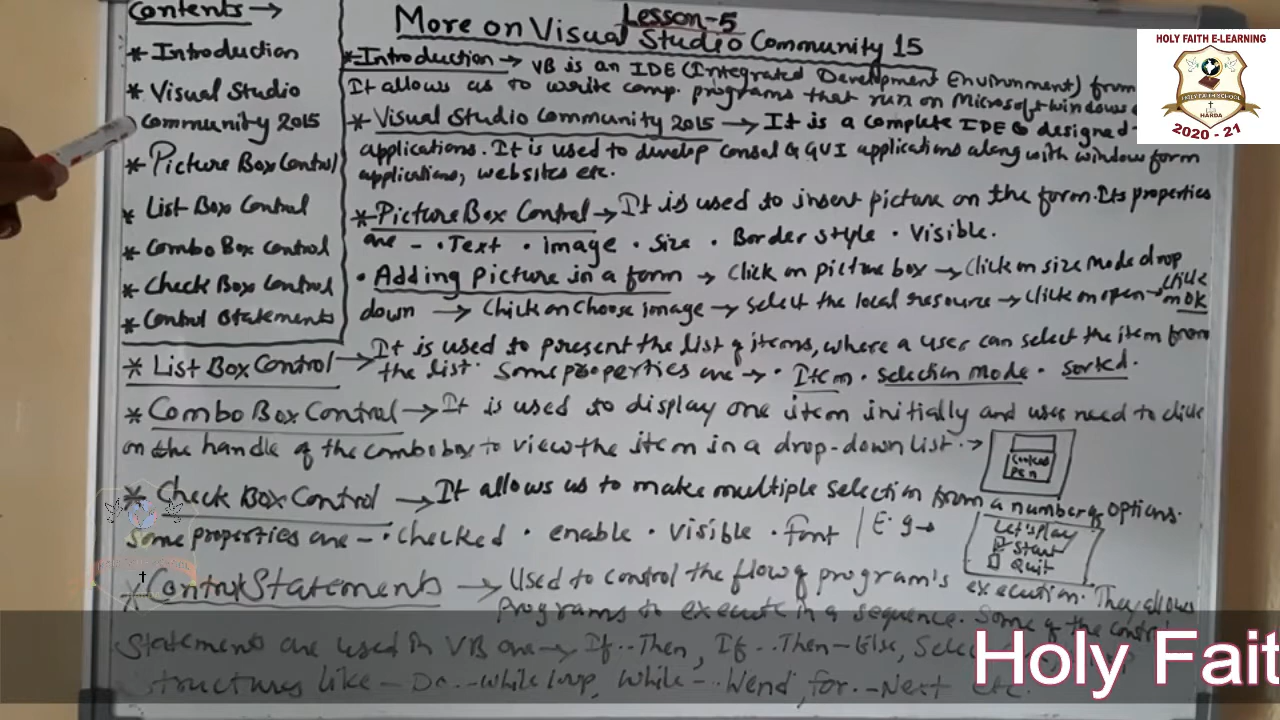 Contents →
* Introduction
* Visual Studio
Community 2015
* Picture Box Control
* List Box Control
* Combo Box Control
* Check Box Control
* Control Statements
Lesson-5
More on Visual Studio Community 15
* Introduction → VB is an IDE (Integrated Development Environment) from
It allows us to write comp. programs that run on Microsoft windows
* Visual Studio Community 2015 → It is a complete IDE designed
applications. It is used to develop consol & GUI applications along with window form
applications, websites etc.
* Picture Box Control → It is used to insert picture on the form. Its properties
are - • Text • image • Size • Border style • Visible.
• Adding Picture in a form → Click on picture box → Click on size mode drop
down → Click on Choose image → Select the local resource → Click on open → Click
on OK
* List Box Control → It is used to present the list of items, where a user can select the item from
the list. Some properties are → • Item • Selection mode • sorted.
* Combo Box Control → It is used to display one item initially and user need to click
on the handle of the combo box to view the item in a drop-down list. →
* Check Box Control → It allows us to make multiple selection from a number of options.
Some properties are - • Checked • enable • visible • font | E.g →
Let's play
Start
Quit
* Control Statements → Used to control the flow of program's execution. They allows
programs to execute in a sequence. Some of the control
Statements are used in VB are → If..Then, If..Then-Else,
Structures like - Do..-While loop, While-..Wend, for.-Next etc.
HOLY FAITH E-LEARNING
HOLY FAITH SCHOOL
HARDA
2020 - 21
Holy Fait